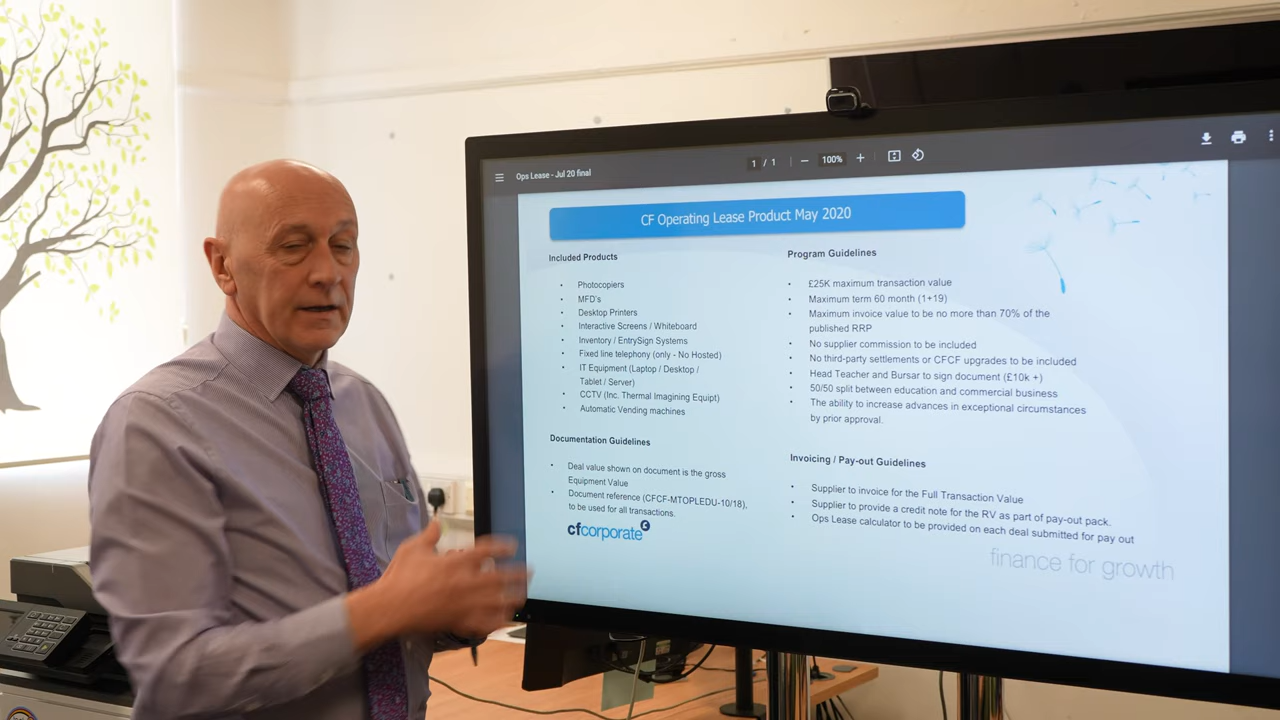 Ops Lease - Jul 20 final
1 / 1
100%
CF Operating Lease Product May 2020
Included Products
• Photocopiers
• MFD's
• Desktop Printers
• Interactive Screens / Whiteboard
• Inventory / EntrySign Systems
• Fixed line telephony (only - No Hosted)
• IT Equipment (Laptop / Desktop /
Tablet / Server)
• CCTV (Inc. Thermal Imagining Equipt)
• Automatic Vending machines
Documentation Guidelines
• Deal value shown on document is the gross
Equipment Value
• Document reference (CFCF-MTOPLEDU-10/18),
to be used for all transactions.
cfcorporate
Program Guidelines
• £25K maximum transaction value
• Maximum term 60 month (1+19)
• Maximum invoice value to be no more than 70% of the
published RRP
• No supplier commission to be included
• No third-party settlements or CFCF upgrades to be included
• Head Teacher and Bursar to sign document (£10k +)
• 50/50 split between education and commercial business
• The ability to increase advances in exceptional circumstances
by prior approval.
Invoicing / Pay-out Guidelines
• Supplier to invoice for the Full Transaction Value
• Supplier to provide a credit note for the RV as part of pay-out pack.
• Ops Lease calculator to be provided on each deal submitted for pay out
finance for growth